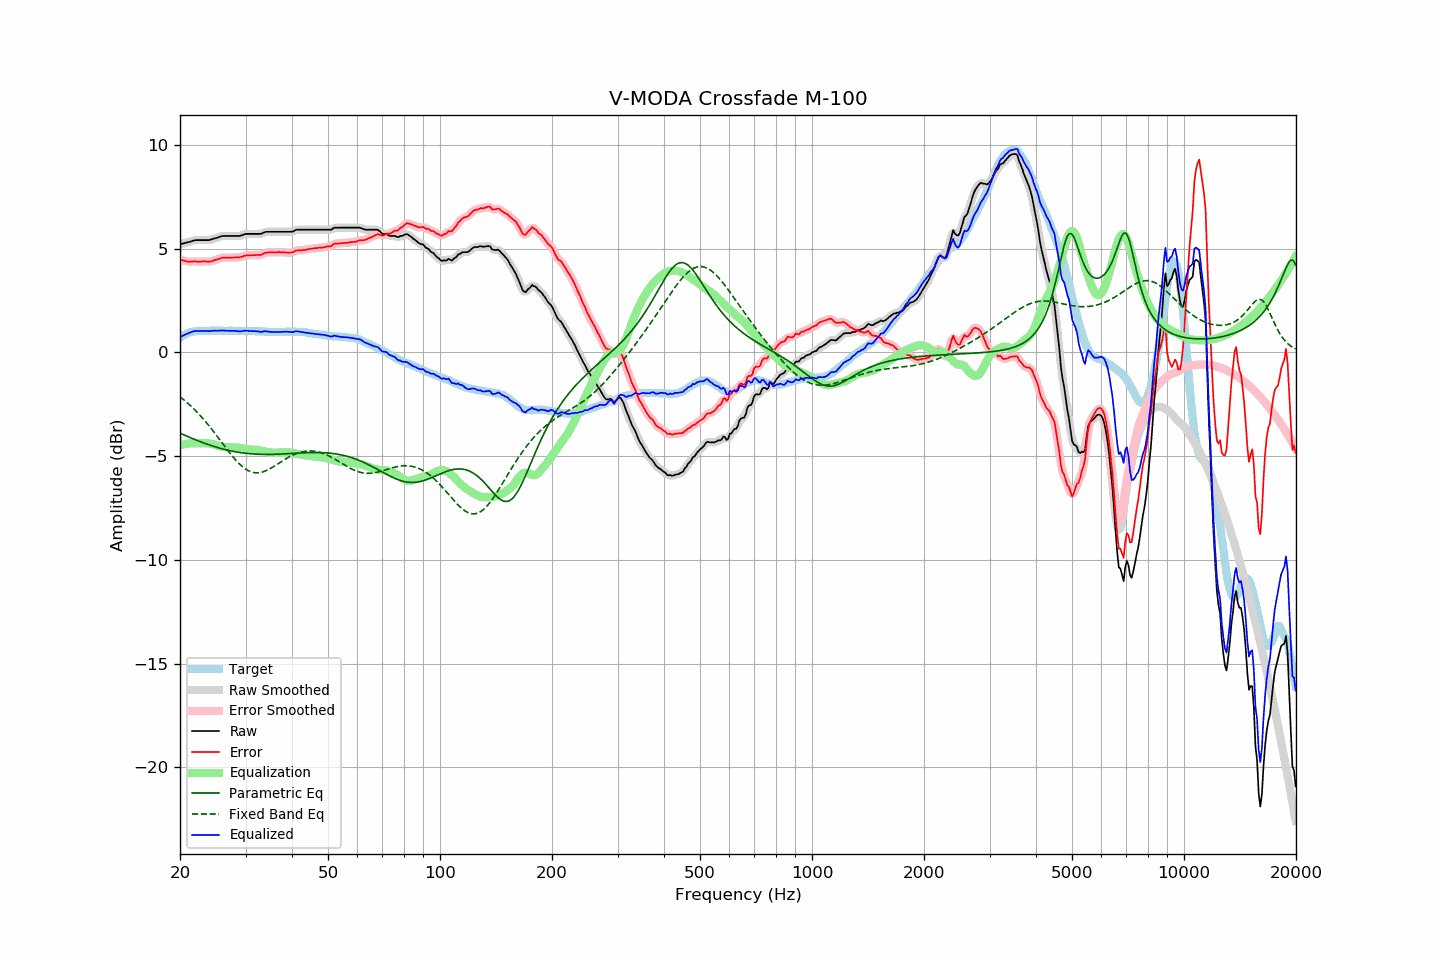 V-MODA Crossfade M-100
Amplitude (dBr)
10
5
0
−5
−10
−15
−20
Target
Raw Smoothed
Error Smoothed
Raw
Error
Equalization
Parametric Eq
Fixed Band Eq
Equalized
20 50 100 200 500 1000 2000 5000 10000 20000
Frequency (Hz)